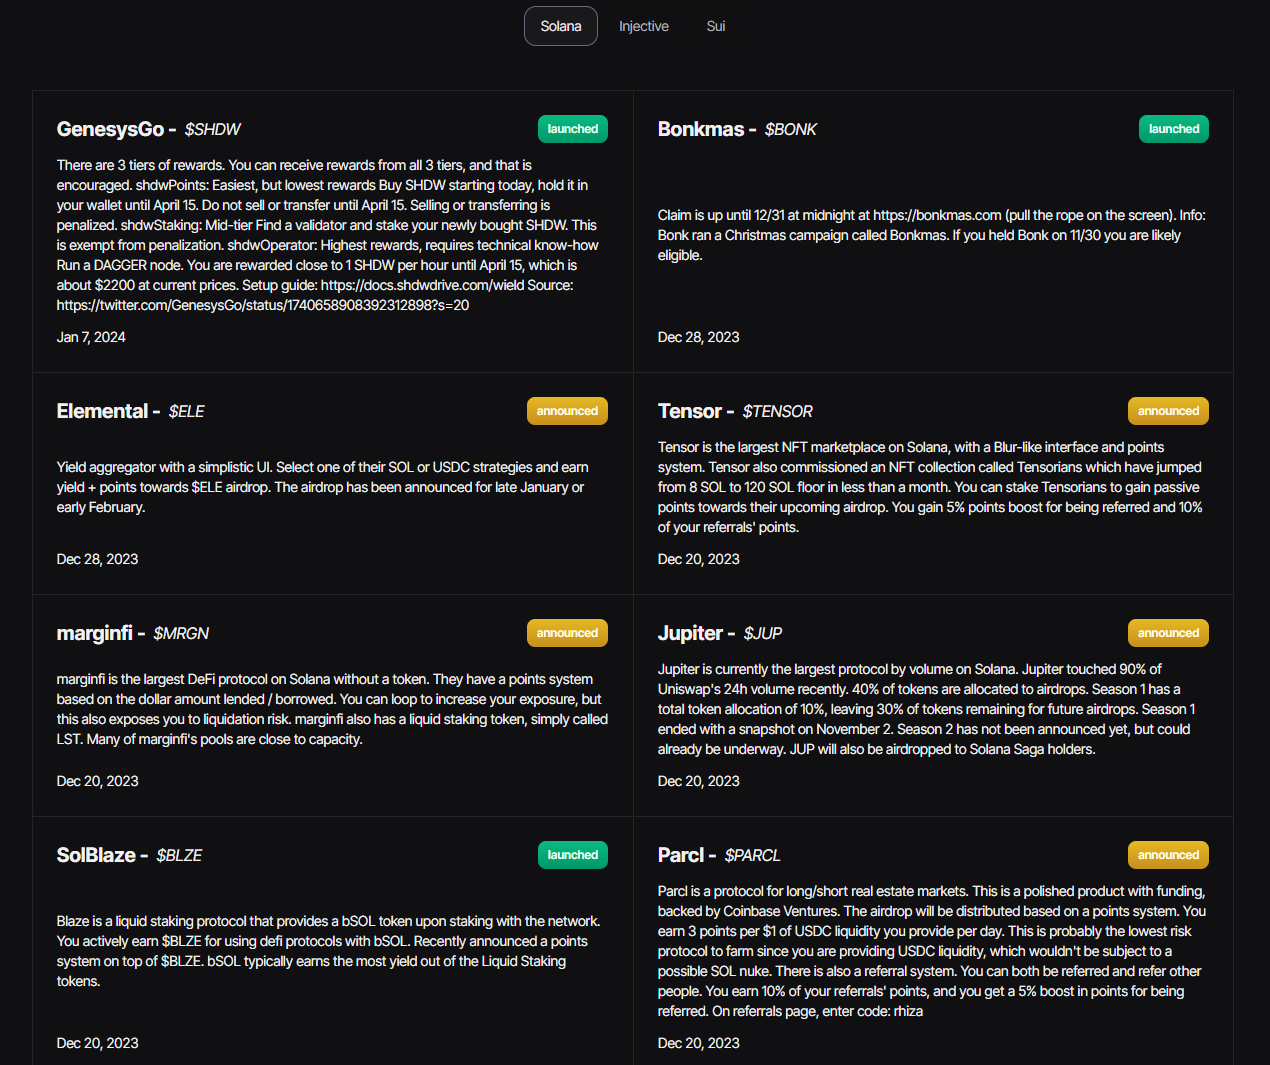 Solana
Injective
Sui
GenesysGo - $SHDW
launched
There are 3 tiers of rewards. You can receive rewards from all 3 tiers, and that is
encouraged. shdwPoints: Easiest, but lowest rewards Buy SHDW starting today, hold it in
your wallet until April 15. Do not sell or transfer until April 15. Selling or transferring is
penalized. shdwStaking: Mid-tier Find a validator and stake your newly bought SHDW. This
is exempt from penalization. shdwOperator: Highest rewards, requires technical know-how
Run a DAGGER node. You are rewarded close to 1 SHDW per hour until April 15, which is
about $2200 at current prices. Setup guide: https://docs.shdwdrive.com/wield Source:
https://twitter.com/GenesysGo/status/1740658908392312898?s=20
Jan 7, 2024
Bonkmas - $BONK
launched
Claim is up until 12/31 at midnight at https://bonkmas.com (pull the rope on the screen). Info:
Bonk ran a Christmas campaign called Bonkmas. If you held Bonk on 11/30 you are likely
eligible.
Dec 28, 2023
Elemental - $ELE
announced
Yield aggregator with a simplistic UI. Select one of their SOL or USDC strategies and earn
yield + points towards $ELE airdrop. The airdrop has been announced for late January or
early February.
Dec 28, 2023
Tensor - $TENSOR
announced
Tensor is the largest NFT marketplace on Solana, with a Blur-like interface and points
system. Tensor also commissioned an NFT collection called Tensorians which have jumped
from 8 SOL to 120 SOL floor in less than a month. You can stake Tensorians to gain passive
points towards their upcoming airdrop. You gain 5% points boost for being referred and 10%
of your referrals' points.
Dec 20, 2023
marginfi - $MRGN
announced
marginfi is the largest DeFi protocol on Solana without a token. They have a points system
based on the dollar amount lended / borrowed. You can loop to increase your exposure, but
this also exposes you to liquidation risk. marginfi also has a liquid staking token, simply called
LST. Many of marginfi's pools are close to capacity.
Dec 20, 2023
Jupiter - $JUP
announced
Jupiter is currently the largest protocol by volume on Solana. Jupiter touched 90% of
Uniswap's 24h volume recently. 40% of tokens are allocated to airdrops. Season 1 has a
total token allocation of 10%, leaving 30% of tokens remaining for future airdrops. Season 1
ended with a snapshot on November 2. Season 2 has not been announced yet, but could
already be underway. JUP will also be airdropped to Solana Saga holders.
Dec 20, 2023
SolBlaze - $BLZE
launched
Blaze is a liquid staking protocol that provides a bSOL token upon staking with the network.
You actively earn $BLZE for using defi protocols with bSOL. Recently announced a points
system on top of $BLZE. bSOL typically earns the most yield out of the Liquid Staking
tokens.
Dec 20, 2023
Parcl - $PARCL
announced
Parcl is a protocol for long/short real estate markets. This is a polished product with funding,
backed by Coinbase Ventures. The airdrop will be distributed based on a points system. You
earn 3 points per $1 of USDC liquidity you provide per day. This is probably the lowest risk
protocol to farm since you are providing USDC liquidity, which wouldn't be subject to a
possible SOL nuke. There is also a referral system. You can both be referred and refer other
people. You earn 10% of your referrals' points, and you get a 5% boost in points for being
referred. On referrals page, enter code: rhiza
Dec 20, 2023